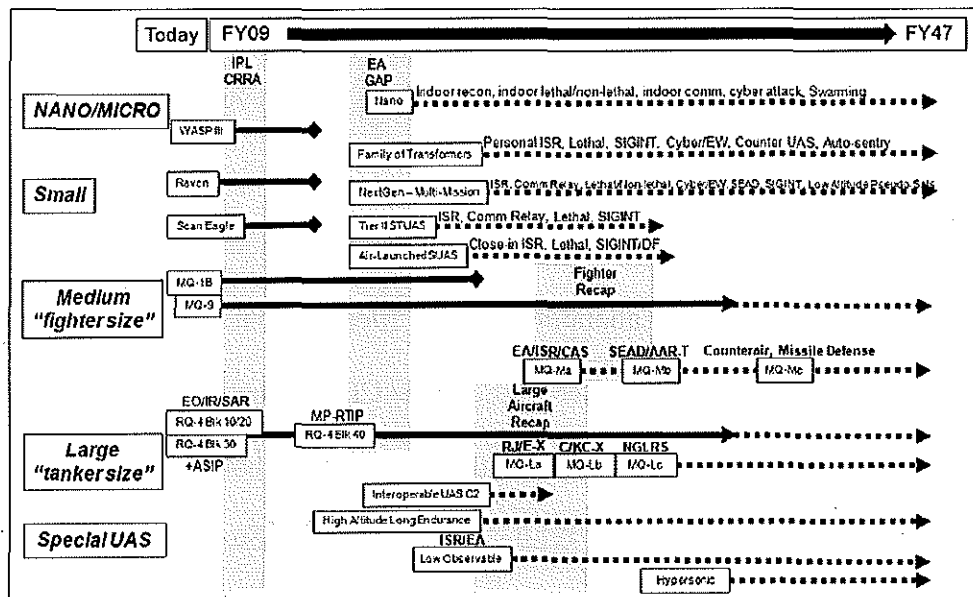 Today FY09 FY47
IPL
CRRA
EA
GAP
NANO/MICRO
Nano
Indoor recon, indoor lethal/non-lethal, indoor comm, cyber attack, Swarming
WASP III
Family of Transformers
Personal ISR, Lethal, SIGINT, Cyber/EW, Counter UAS, Auto-sentry
Small
Raven
NextGen – Multi-Mission
ISR, Comm Relay, Lethal/Non lethal, Cyber/EW, SEAD, SIGINT, Low Altitude Pseudo-Sats
Scan Eagle
Tier II STUAS
ISR, Comm Relay, Lethal, SIGINT
Air-Launched SUAS
Close-in ISR, Lethal, SIGINT/DF
Medium
"fighter size"
MQ-1B
MQ-9
Fighter
Recap
EA/ISR/CAS
SEAD/AAR-T
Counterair, Missile Defense
MQ-Ma
MQ-Mb
MQ-Mc
Large
"tanker size"
EO/IR/SAR
RQ-4 Blk 10/20
RQ-4 Blk 30
+ASIP
MP-RTIP
RQ-4 Blk 40
Large
Aircraft
Recap
RJ/E-X
C/KC-X
NGLRS
MQ-La
MQ-Lb
MQ-Lc
Special UAS
Interoperable UAS C2
High Altitude Long Endurance
ISR/EA
Low Observable
Hypersonic